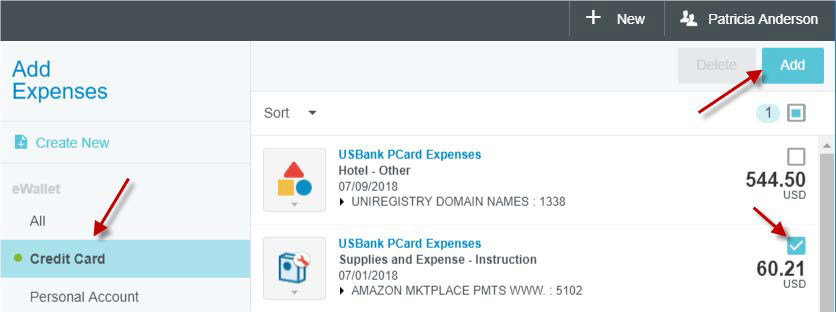 New
Patricia Anderson
Add
Expenses
Create New
eWallet
All
Credit Card
Personal Account
Delete
Add
Sort
1
USBank PCard Expenses
Hotel - Other
07/09/2018
UNIREGISTRY DOMAIN NAMES : 1338
544.50
USD
USBank PCard Expenses
Supplies and Expense - Instruction
07/01/2018
AMAZON MKTPLACE PMTS WWW. : 5102
60.21
USD